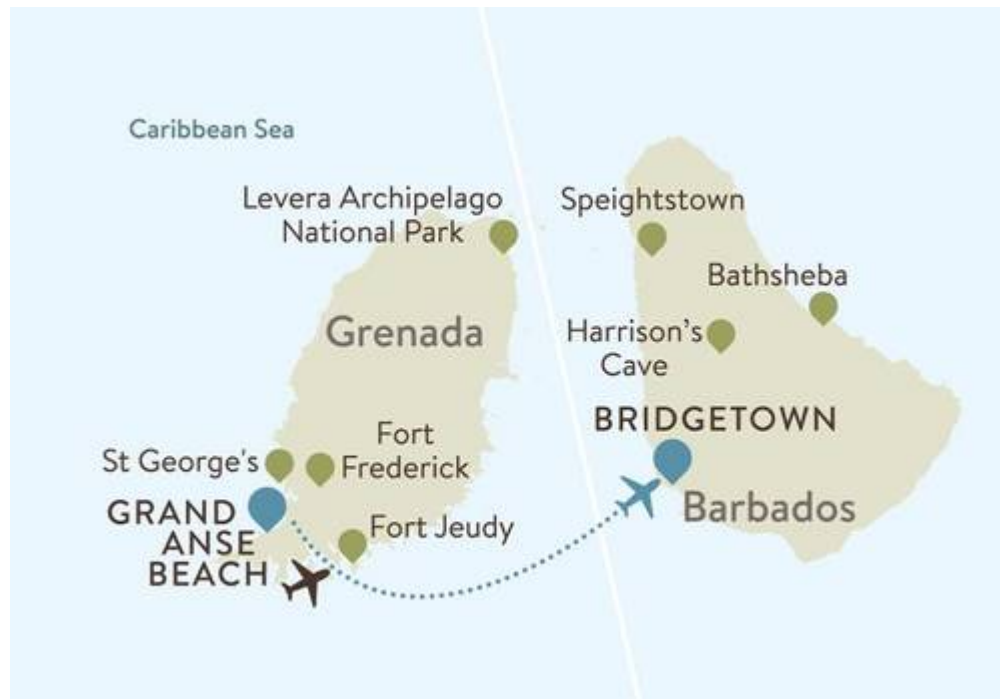 Caribbean Sea
Levera Archipelago
National Park
Grenada
St George's
Fort
Frederick
GRAND
ANSE
BEACH
Fort Jeudy
Speightstown
Bathsheba
Harrison’s
Cave
BRIDGETOWN
Barbados